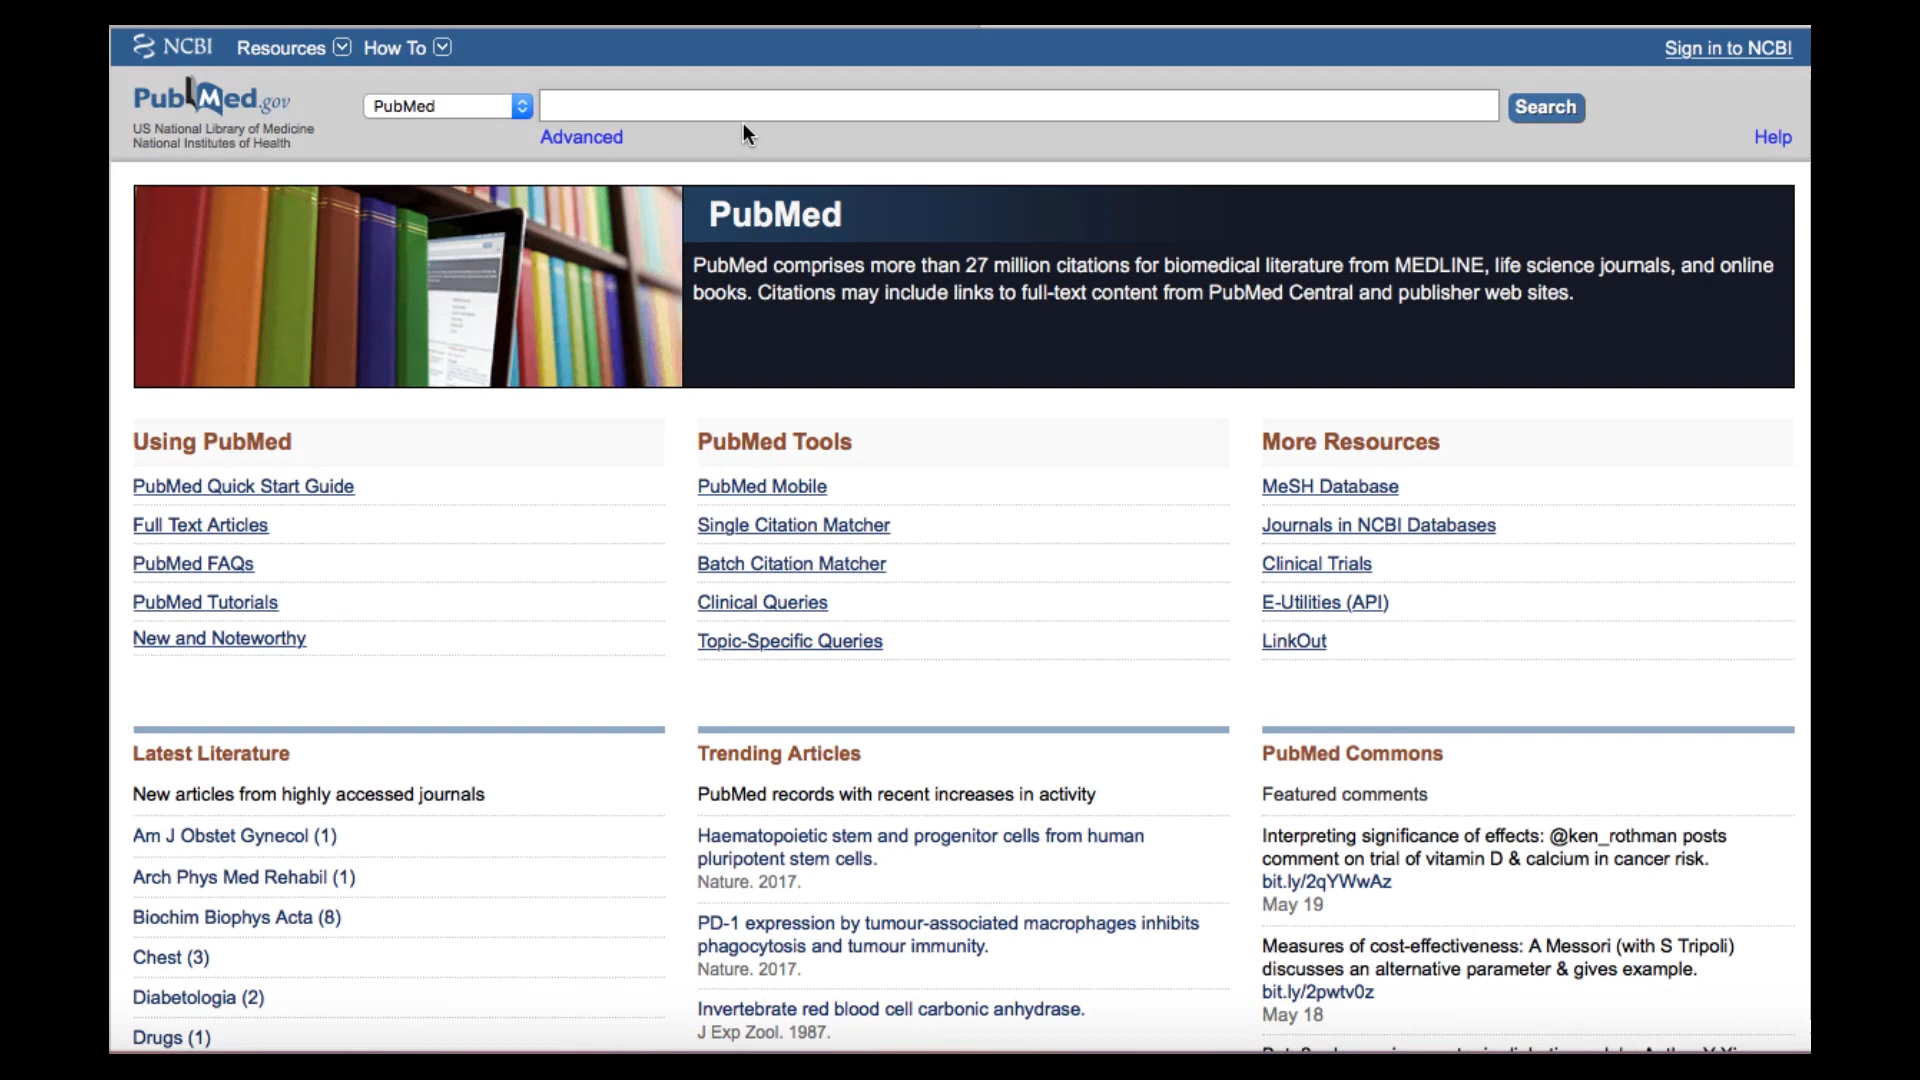 NCBI Resources How To Sign in to NCBI
PubMed.gov
US National Library of Medicine
National Institutes of Health
PubMed
Search
Advanced
Help
PubMed
PubMed comprises more than 27 million citations for biomedical literature from MEDLINE, life science journals, and online
books. Citations may include links to full-text content from PubMed Central and publisher web sites.
Using PubMed
PubMed Quick Start Guide
Full Text Articles
PubMed FAQs
PubMed Tutorials
New and Noteworthy
PubMed Tools
PubMed Mobile
Single Citation Matcher
Batch Citation Matcher
Clinical Queries
Topic-Specific Queries
More Resources
MeSH Database
Journals in NCBI Databases
Clinical Trials
E-Utilities (API)
LinkOut
Latest Literature
New articles from highly accessed journals
Am J Obstet Gynecol (1)
Arch Phys Med Rehabil (1)
Biochim Biophys Acta (8)
Chest (3)
Diabetologia (2)
Drugs (1)
Trending Articles
PubMed records with recent increases in activity
Haematopoietic stem and progenitor cells from human
pluripotent stem cells.
Nature. 2017.
PD-1 expression by tumour-associated macrophages inhibits
phagocytosis and tumour immunity.
Nature. 2017.
Invertebrate red blood cell carbonic anhydrase.
J Exp Zool. 1987.
PubMed Commons
Featured comments
Interpreting significance of effects: @ken_rothman posts
comment on trial of vitamin D & calcium in cancer risk.
bit.ly/2qYWwAz
May 19
Measures of cost-effectiveness: A Messori (with S Tripoli)
discusses an alternative parameter & gives example.
bit.ly/2pwtv0z
May 18